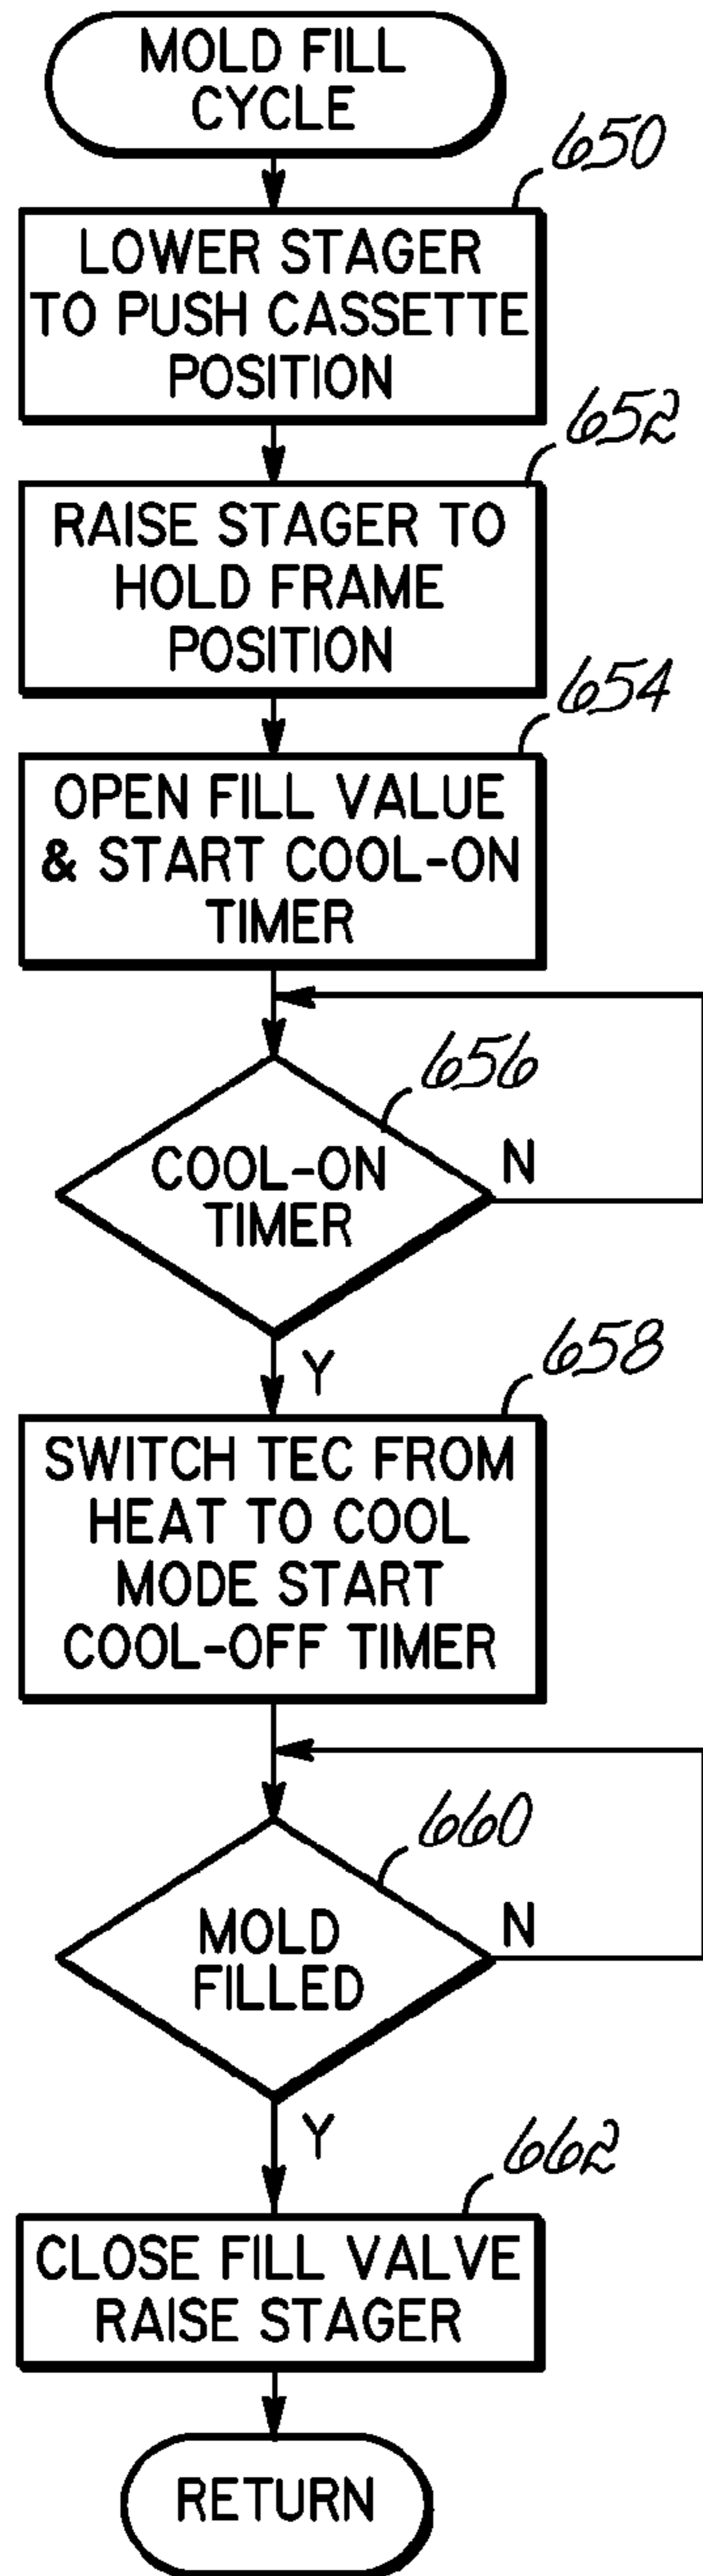 MOLD FILL
CYCLE
650
LOWER STAGER
TO PUSH CASSETTE
POSITION
652
RAISE STAGER TO
HOLD FRAME
POSITION
654
OPEN FILL VALUE
& START COOL-ON
TIMER
656
COOL-ON
TIMER
N
Y
658
SWITCH TEC FROM
HEAT TO COOL
MODE START
COOL-OFF TIMER
660
MOLD
FILLED
N
Y
662
CLOSE FILL VALVE
RAISE STAGER
RETURN